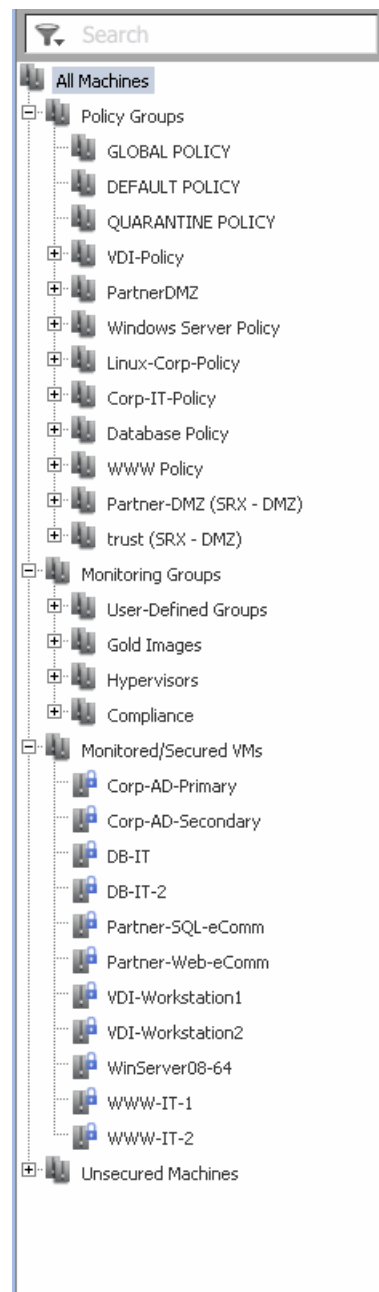 Search
All Machines
Policy Groups
GLOBAL POLICY
DEFAULT POLICY
QUARANTINE POLICY
VDI-Policy
PartnerDMZ
Windows Server Policy
Linux-Corp-Policy
Corp-IT-Policy
Database Policy
WWW Policy
Partner-DMZ (SRX - DMZ)
trust (SRX - DMZ)
Monitoring Groups
User-Defined Groups
Gold Images
Hypervisors
Compliance
Monitored/Secured VMs
Corp-AD-Primary
Corp-AD-Secondary
DB-IT
DB-IT-2
Partner-SQL-eComm
Partner-Web-eComm
VDI-Workstation1
VDI-Workstation2
WinServer08-64
WWW-IT-1
WWW-IT-2
Unsecured Machines